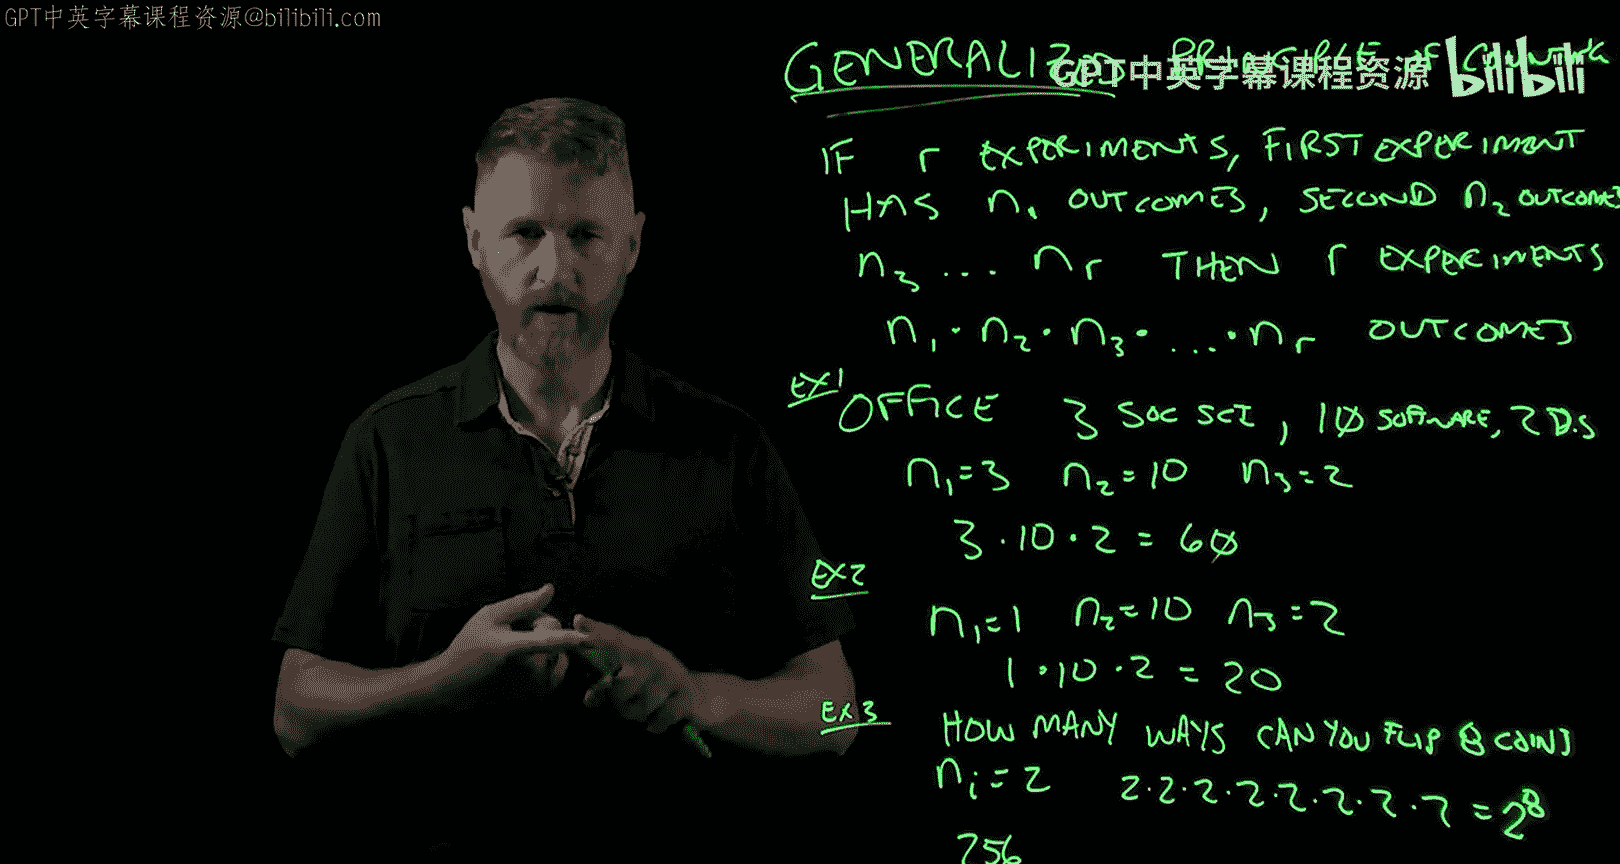 GPT中英字幕课程资源@bilibili.com
GENERALIZED PRINCIPLE OF
GPT中英字幕课程资源 bilibili
IF r EXPERIMENTS, FIRST EXPERIMENT
HAS n₁ OUTCOMES, SECOND n₂ OUTCOMES
n₃ ... nᵣ THEN r EXPERIMENTS
n₁ · n₂ · n₃ · ... · nᵣ OUTCOMES
EX1 OFFICE 3 SOC SCI, 10 SOFTWARE, 2 D.S
n₁=3 n₂=10 n₃=2
3 · 10 · 2 = 60
EX2
n₁=1 n₂=10 n₃=2
1 · 10 · 2 = 20
EX3 HOW MANY WAYS CAN YOU FLIP 8 COINS
nᵢ=2 2·2·2·2·2·2·2·2 = 2⁸
256